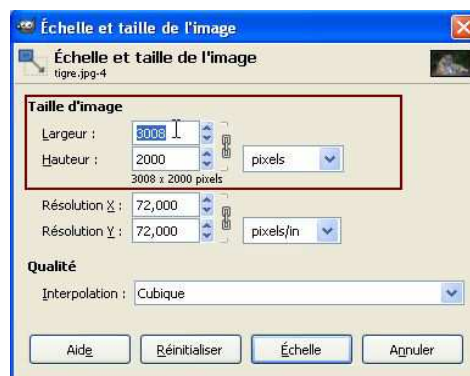 Échelle et taille de l'image
Échelle et taille de l'image
tigre.jpg-4
Taille d'image
Largeur : 3008
Hauteur : 2000 pixels
3008 x 2000 pixels
Résolution X : 72,000
Résolution Y : 72,000 pixels/in
Qualité
Interpolation : Cubique
Aide Réinitialiser Échelle Annuler